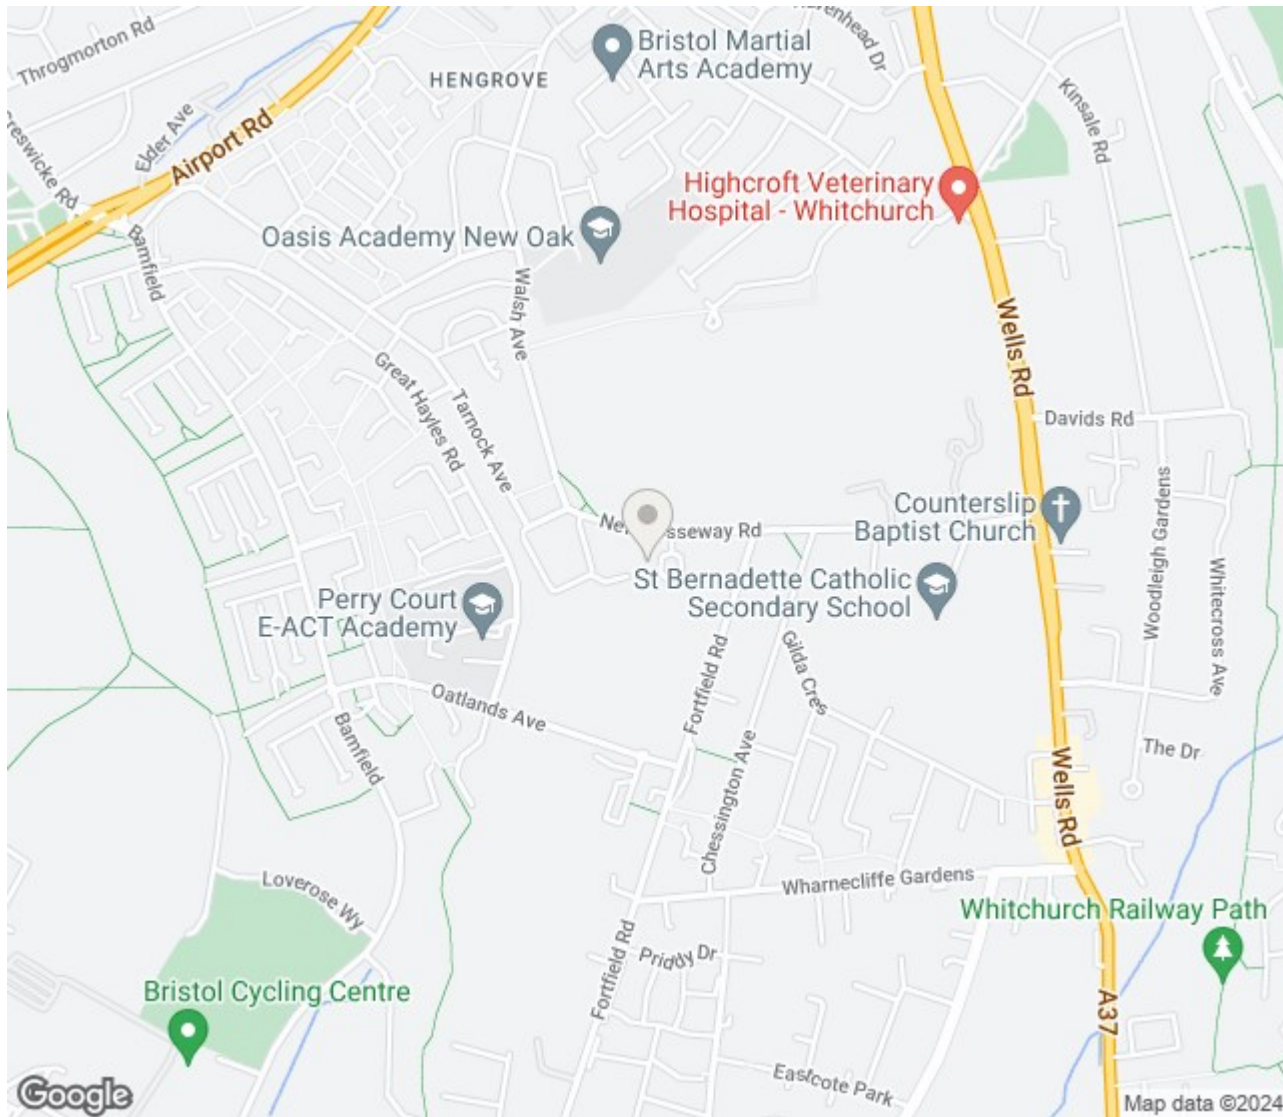 Throgmorton Rd
HENGROVE
Bristol Martial
Arts Academy
Kinsale Rd
Elder Ave
Airport Rd
Highcroft Veterinary
Hospital - Whitchurch
Oasis Academy New Oak
Bamfield
Walsh Ave
Wells Rd
Great Hayles Rd
Tarnock Ave
Davids Rd
Woodleigh Gardens
Whitecross Ave
Counterslip
Baptist Church
St Bernadette Catholic
Secondary School
Perry Court
E-ACT Academy
Gilda Cres
Fortfield Rd
Oatlands Ave
Bamfield
Chessington Ave
The Dr
Wells Rd
Loverose Wy
Wharnecliffe Gardens
Whitchurch Railway Path
Fortfield Rd
Priddy Dr
Bristol Cycling Centre
A37
Eastcote Park
Google
Map data ©2024